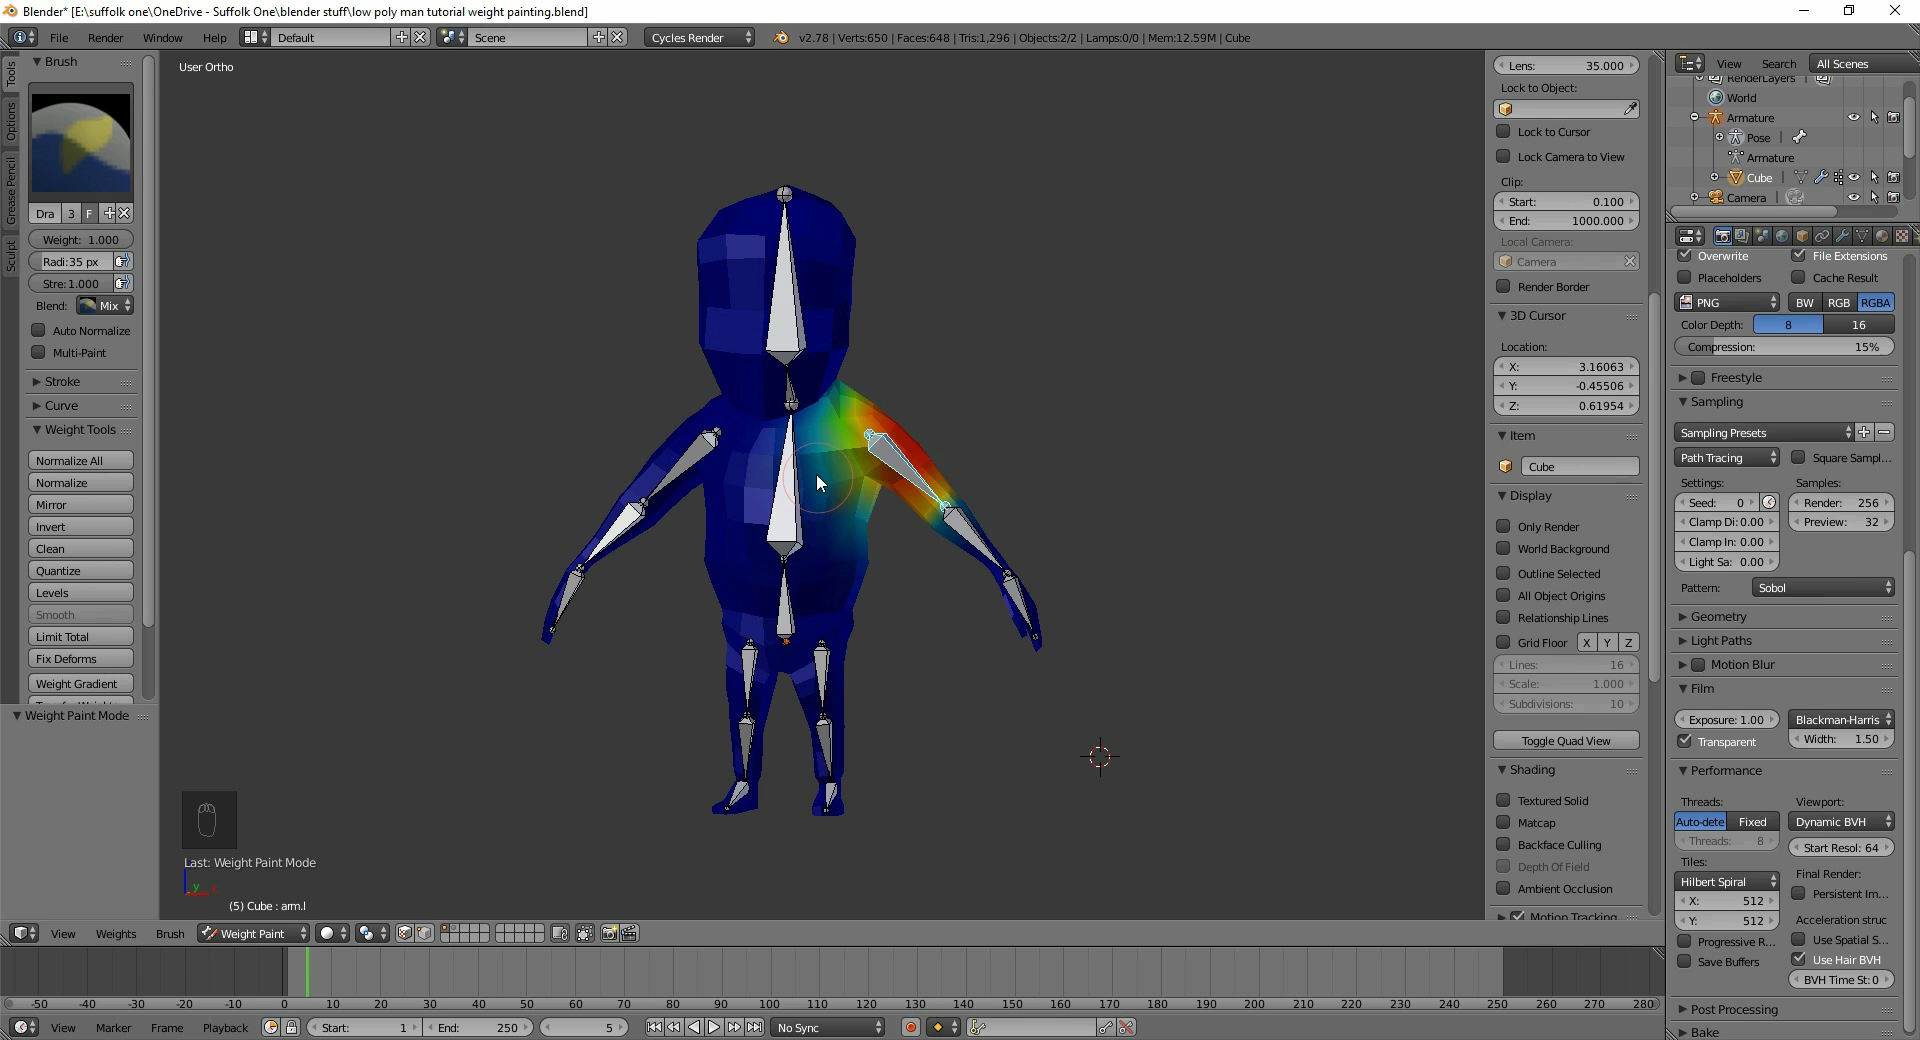 Blender* [E:\suffolk one\OneDrive - Suffolk One\blender stuff\low poly man tutorial weight painting.blend]
File Render Window Help Default Scene Cycles Render v2.78 | Verts:650 | Faces:648 | Tris:1,296 | Objects:2/2 | Lamps:0/0 | Mem:12.59M | Cube
Tools
Options
Grease Pencil
Sculpt
Brush
Dra 3 F
Weight: 1.000
Radi:35 px
Stre:1.000
Blend: Mix
Auto Normalize
Multi-Paint
Stroke
Curve
Weight Tools
Normalize All
Normalize
Mirror
Invert
Clean
Quantize
Levels
Smooth
Limit Total
Fix Deforms
Weight Gradient
Weight Paint Mode
User Ortho
Last: Weight Paint Mode
y
(5) Cube : arm.l
View Weights Brush Weight Paint
Lens: 35.000
Lock to Object:
Lock to Cursor
Lock Camera to View
Clip:
Start: 0.100
End: 1000.000
Local Camera:
Camera
Render Border
3D Cursor
Location:
X: 3.16063
Y: -0.45506
Z: 0.61954
Item
Cube
Display
Only Render
World Background
Outline Selected
All Object Origins
Relationship Lines
Grid Floor X Y Z
Lines: 16
Scale: 1.000
Subdivisions: 10
Toggle Quad View
Shading
Textured Solid
Matcap
Backface Culling
Depth Of Field
Ambient Occlusion
Motion Tracking
View Search All Scenes
RenderLayers
World
Armature
Pose
Armature
Cube
Camera
Overwrite File Extensions
Placeholders Cache Result
PNG BW RGB RGBA
Color Depth: 8 16
Compression: 15%
Freestyle
Sampling
Sampling Presets
Path Tracing Square Sampl...
Settings: Samples:
Seed: 0 Render: 256
Clamp Di: 0.00 Preview: 32
Clamp In: 0.00
Light Sa: 0.00
Pattern: Sobol
Geometry
Light Paths
Motion Blur
Film
Exposure: 1.00 Blackman-Harris
Transparent Width: 1.50
Performance
Threads: Viewport:
Auto-dete Fixed Dynamic BVH
Threads: 8 Start Resol: 64
Tiles: Final Render:
Hilbert Spiral Persistent Im...
X: 512 Acceleration struc
Y: 512 Use Spatial S...
Progressive R... Use Hair BVH
Save Buffers BVH Time St: 0
Post Processing
Bake
-50 -40 -30 -20 -10 0 10 20 30 40 50 60 70 80 90 100 110 120 130 140 150 160 170 180 190 200 210 220 230 240 250 260 270 280
View Marker Frame Playback Start: 1 End: 250 5 No Sync